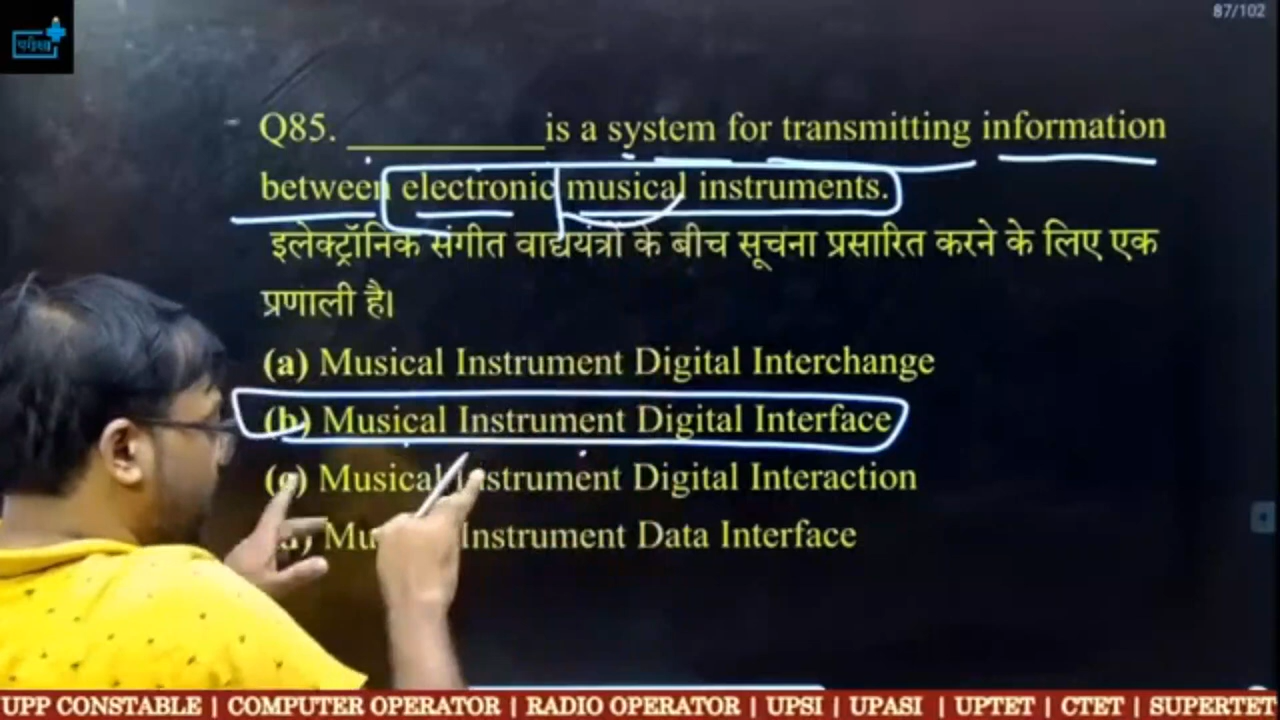 परीक्षा
87/102
Q85. __________is a system for transmitting information
between electronic musical instruments.
इलेक्ट्रॉनिक संगीत वाद्ययंत्रों के बीच सूचना प्रसारित करने के लिए एक
प्रणाली है।
(a) Musical Instrument Digital Interchange
(b) Musical Instrument Digital Interface
(c) Musical Instrument Digital Interaction
Instrument Data Interface
UPP CONSTABLE | COMPUTER OPERATOR | RADIO OPERATOR | UPSI | UPASI | UPTET | CTET | SUPERTET